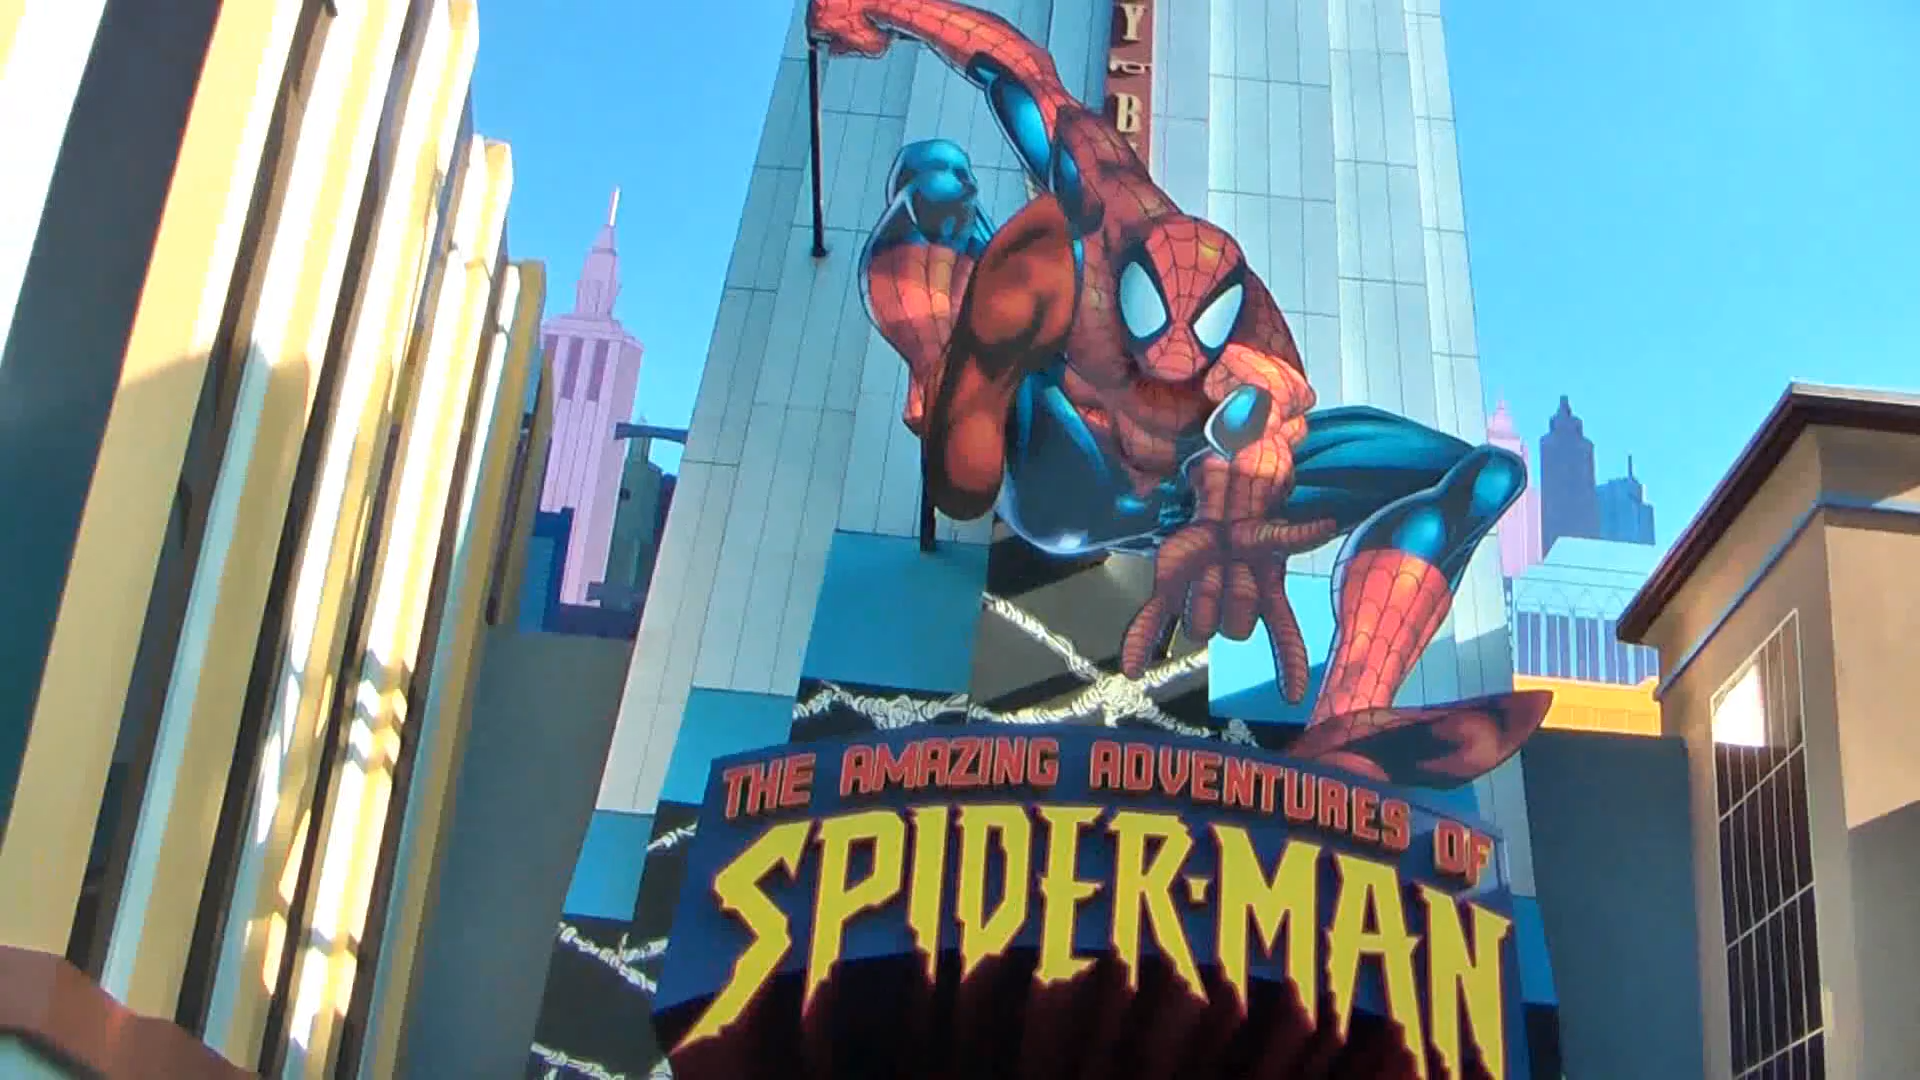 Y
B
THE AMAZING ADVENTURES OF
SPIDER-MAN